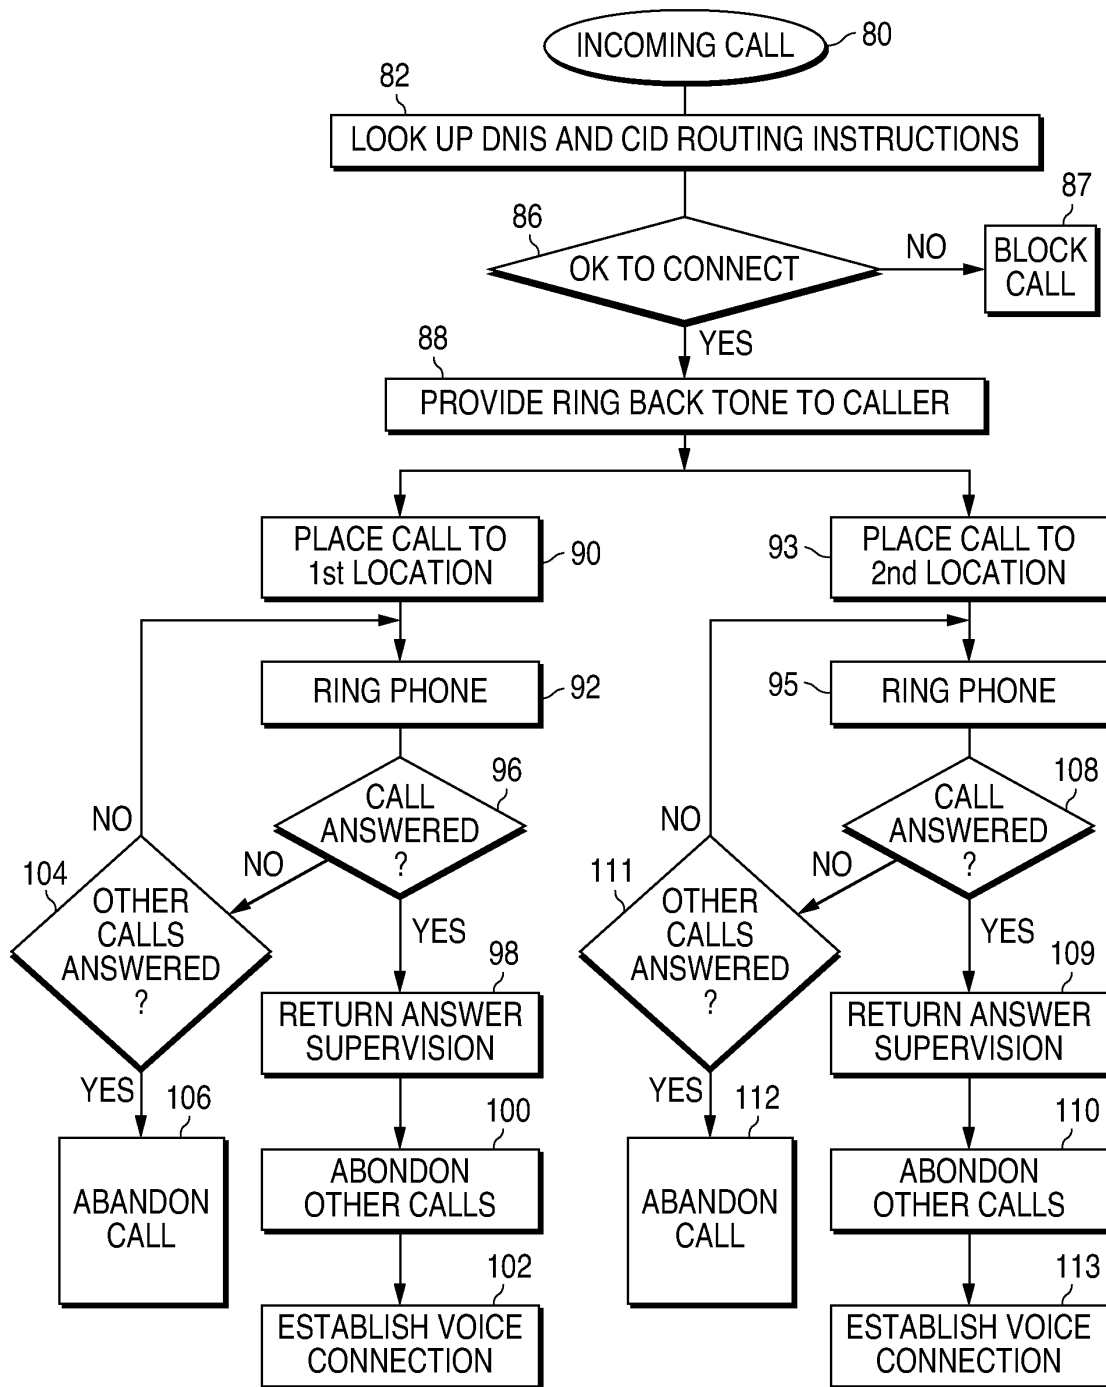 INCOMING CALL
80
82
LOOK UP DNIS AND CID ROUTING INSTRUCTIONS
86
OK TO CONNECT
NO
87
BLOCK
CALL
YES
88
PROVIDE RING BACK TONE TO CALLER
PLACE CALL TO
1st LOCATION
90
93
PLACE CALL TO
2nd LOCATION
RING PHONE
92
95
RING PHONE
96
CALL
ANSWERED
?
NO
YES
NO
104
OTHER
CALLS
ANSWERED
?
YES
106
ABANDON
CALL
98
RETURN ANSWER
SUPERVISION
100
ABONDON
OTHER CALLS
102
ESTABLISH VOICE
CONNECTION
108
CALL
ANSWERED
?
NO
YES
NO
111
OTHER
CALLS
ANSWERED
?
YES
112
ABANDON
CALL
109
RETURN ANSWER
SUPERVISION
110
ABONDON
OTHER CALLS
113
ESTABLISH VOICE
CONNECTION